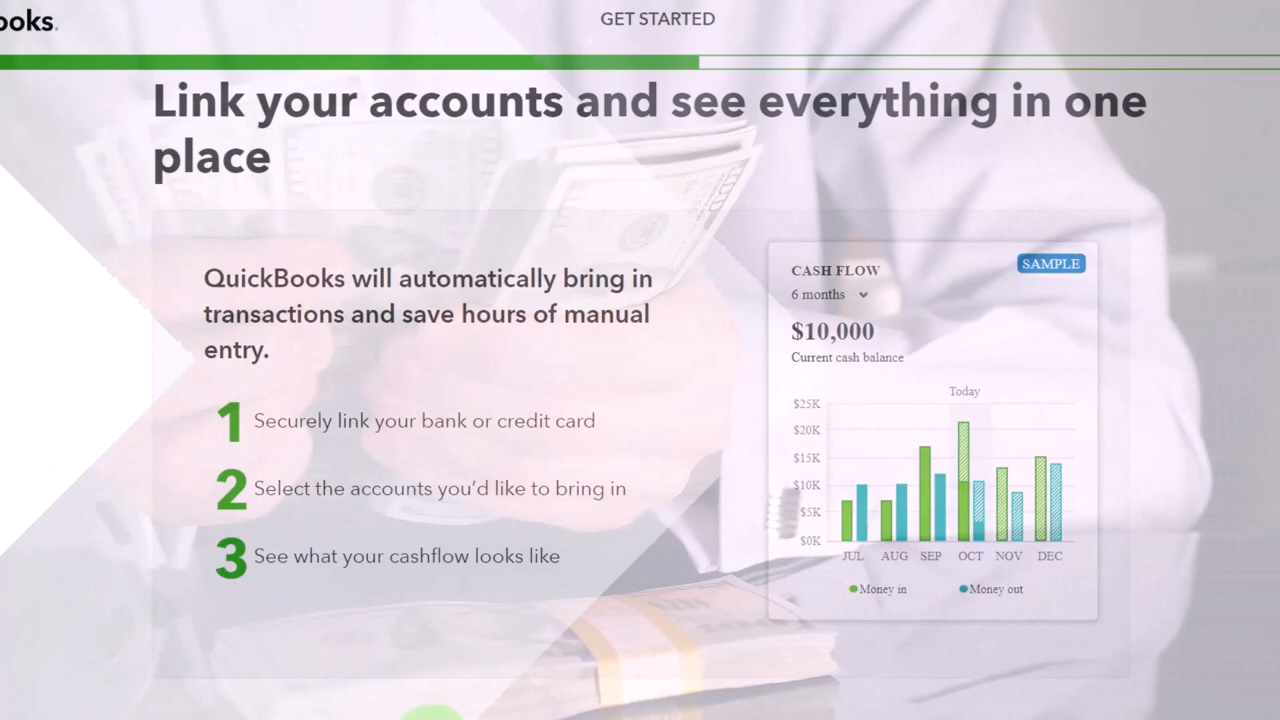 ooks.
GET STARTED
Link your accounts and see everything in one
place
QuickBooks will automatically bring in
transactions and save hours of manual
entry.
1 Securely link your bank or credit card
2 Select the accounts you'd like to bring in
3 See what your cashflow looks like
CASH FLOW
SAMPLE
6 months
$10,000
Current cash balance
Today
$25K
$20K
$15K
$10K
$5K
$0K
JUL AUG SEP OCT NOV DEC
Money in Money out